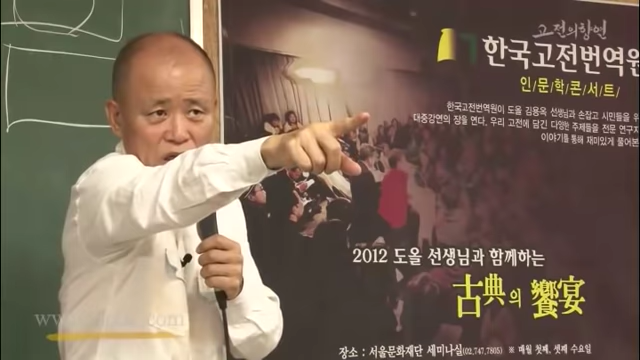 고전의향연
한국고전번역원
인/문/학/콘/서/트/
한국고전번역원이 도올 김용옥 선생님과 손잡고 시민들을 위
대중강연의 장을 연다. 우리 고전에 담긴 다양한 주제들을 전문 연구자
이야기를 통해 재미있게 풀어본
2012 도올 선생님과 함께하는
古典의 饗宴
장소 : 서울문화재단 세미나실(02.747.7805) ※ 매월 첫째, 셋째 수요일